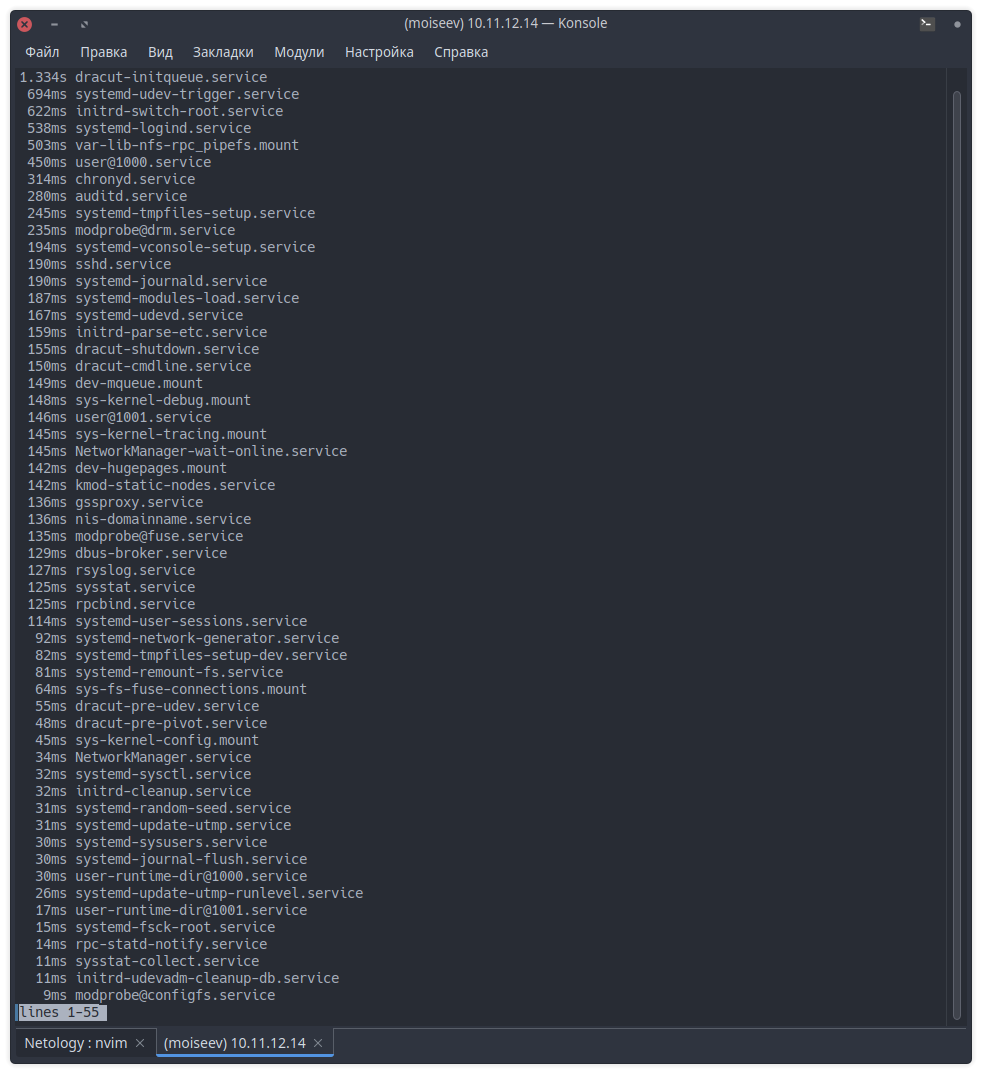 (moiseev) 10.11.12.14 — Konsole
Файл Правка Вид Закладки Модули Настройка Справка
1.334s dracut-initqueue.service
694ms systemd-udev-trigger.service
622ms initrd-switch-root.service
538ms systemd-logind.service
503ms var-lib-nfs-rpc_pipefs.mount
450ms user@1000.service
314ms chronyd.service
280ms auditd.service
245ms systemd-tmpfiles-setup.service
235ms modprobe@drm.service
194ms systemd-vconsole-setup.service
190ms sshd.service
190ms systemd-journald.service
187ms systemd-modules-load.service
167ms systemd-udevd.service
159ms initrd-parse-etc.service
155ms dracut-shutdown.service
150ms dracut-cmdline.service
149ms dev-mqueue.mount
148ms sys-kernel-debug.mount
146ms user@1001.service
145ms sys-kernel-tracing.mount
145ms NetworkManager-wait-online.service
142ms dev-hugepages.mount
142ms kmod-static-nodes.service
136ms gssproxy.service
136ms nis-domainname.service
135ms modprobe@fuse.service
129ms dbus-broker.service
127ms rsyslog.service
125ms sysstat.service
125ms rpcbind.service
114ms systemd-user-sessions.service
92ms systemd-network-generator.service
82ms systemd-tmpfiles-setup-dev.service
81ms systemd-remount-fs.service
64ms sys-fs-fuse-connections.mount
55ms dracut-pre-udev.service
48ms dracut-pre-pivot.service
45ms sys-kernel-config.mount
34ms NetworkManager.service
32ms systemd-sysctl.service
32ms initrd-cleanup.service
31ms systemd-random-seed.service
31ms systemd-update-utmp.service
30ms systemd-sysusers.service
30ms systemd-journal-flush.service
30ms user-runtime-dir@1000.service
26ms systemd-update-utmp-runlevel.service
17ms user-runtime-dir@1001.service
15ms systemd-fsck-root.service
14ms rpc-statd-notify.service
11ms sysstat-collect.service
11ms initrd-udevadm-cleanup-db.service
9ms modprobe@configfs.service
lines 1-55
Netology : nvim (moiseev) 10.11.12.14